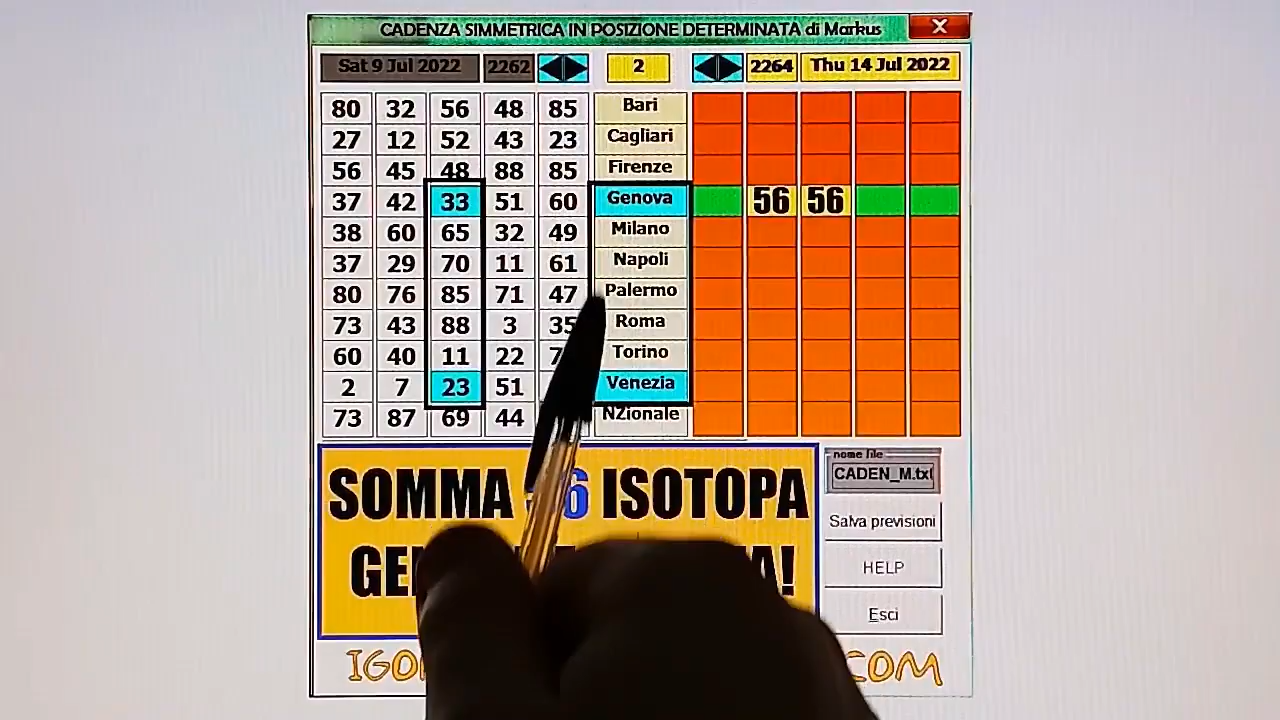 CADENZA SIMMETRICA IN POSIZIONE DETERMINATA di Markus X
Sat 9 Jul 2022 2262 2 2264 Thu 14 Jul 2022
80 32 56 48 85 Bari
27 12 52 43 23 Cagliari
56 45 48 88 85 Firenze
37 42 33 51 60 Genova 56 56
38 60 65 32 49 Milano
37 29 70 11 61 Napoli
80 76 85 71 47 Palermo
73 43 88 3 35 Roma
60 40 11 22 Torino
2 7 23 51 Venezia
73 87 69 44 NZionale
SOMMA ISOTOPA
nome file
CADEN_M.txt
Salva previsioni
HELP
Esci